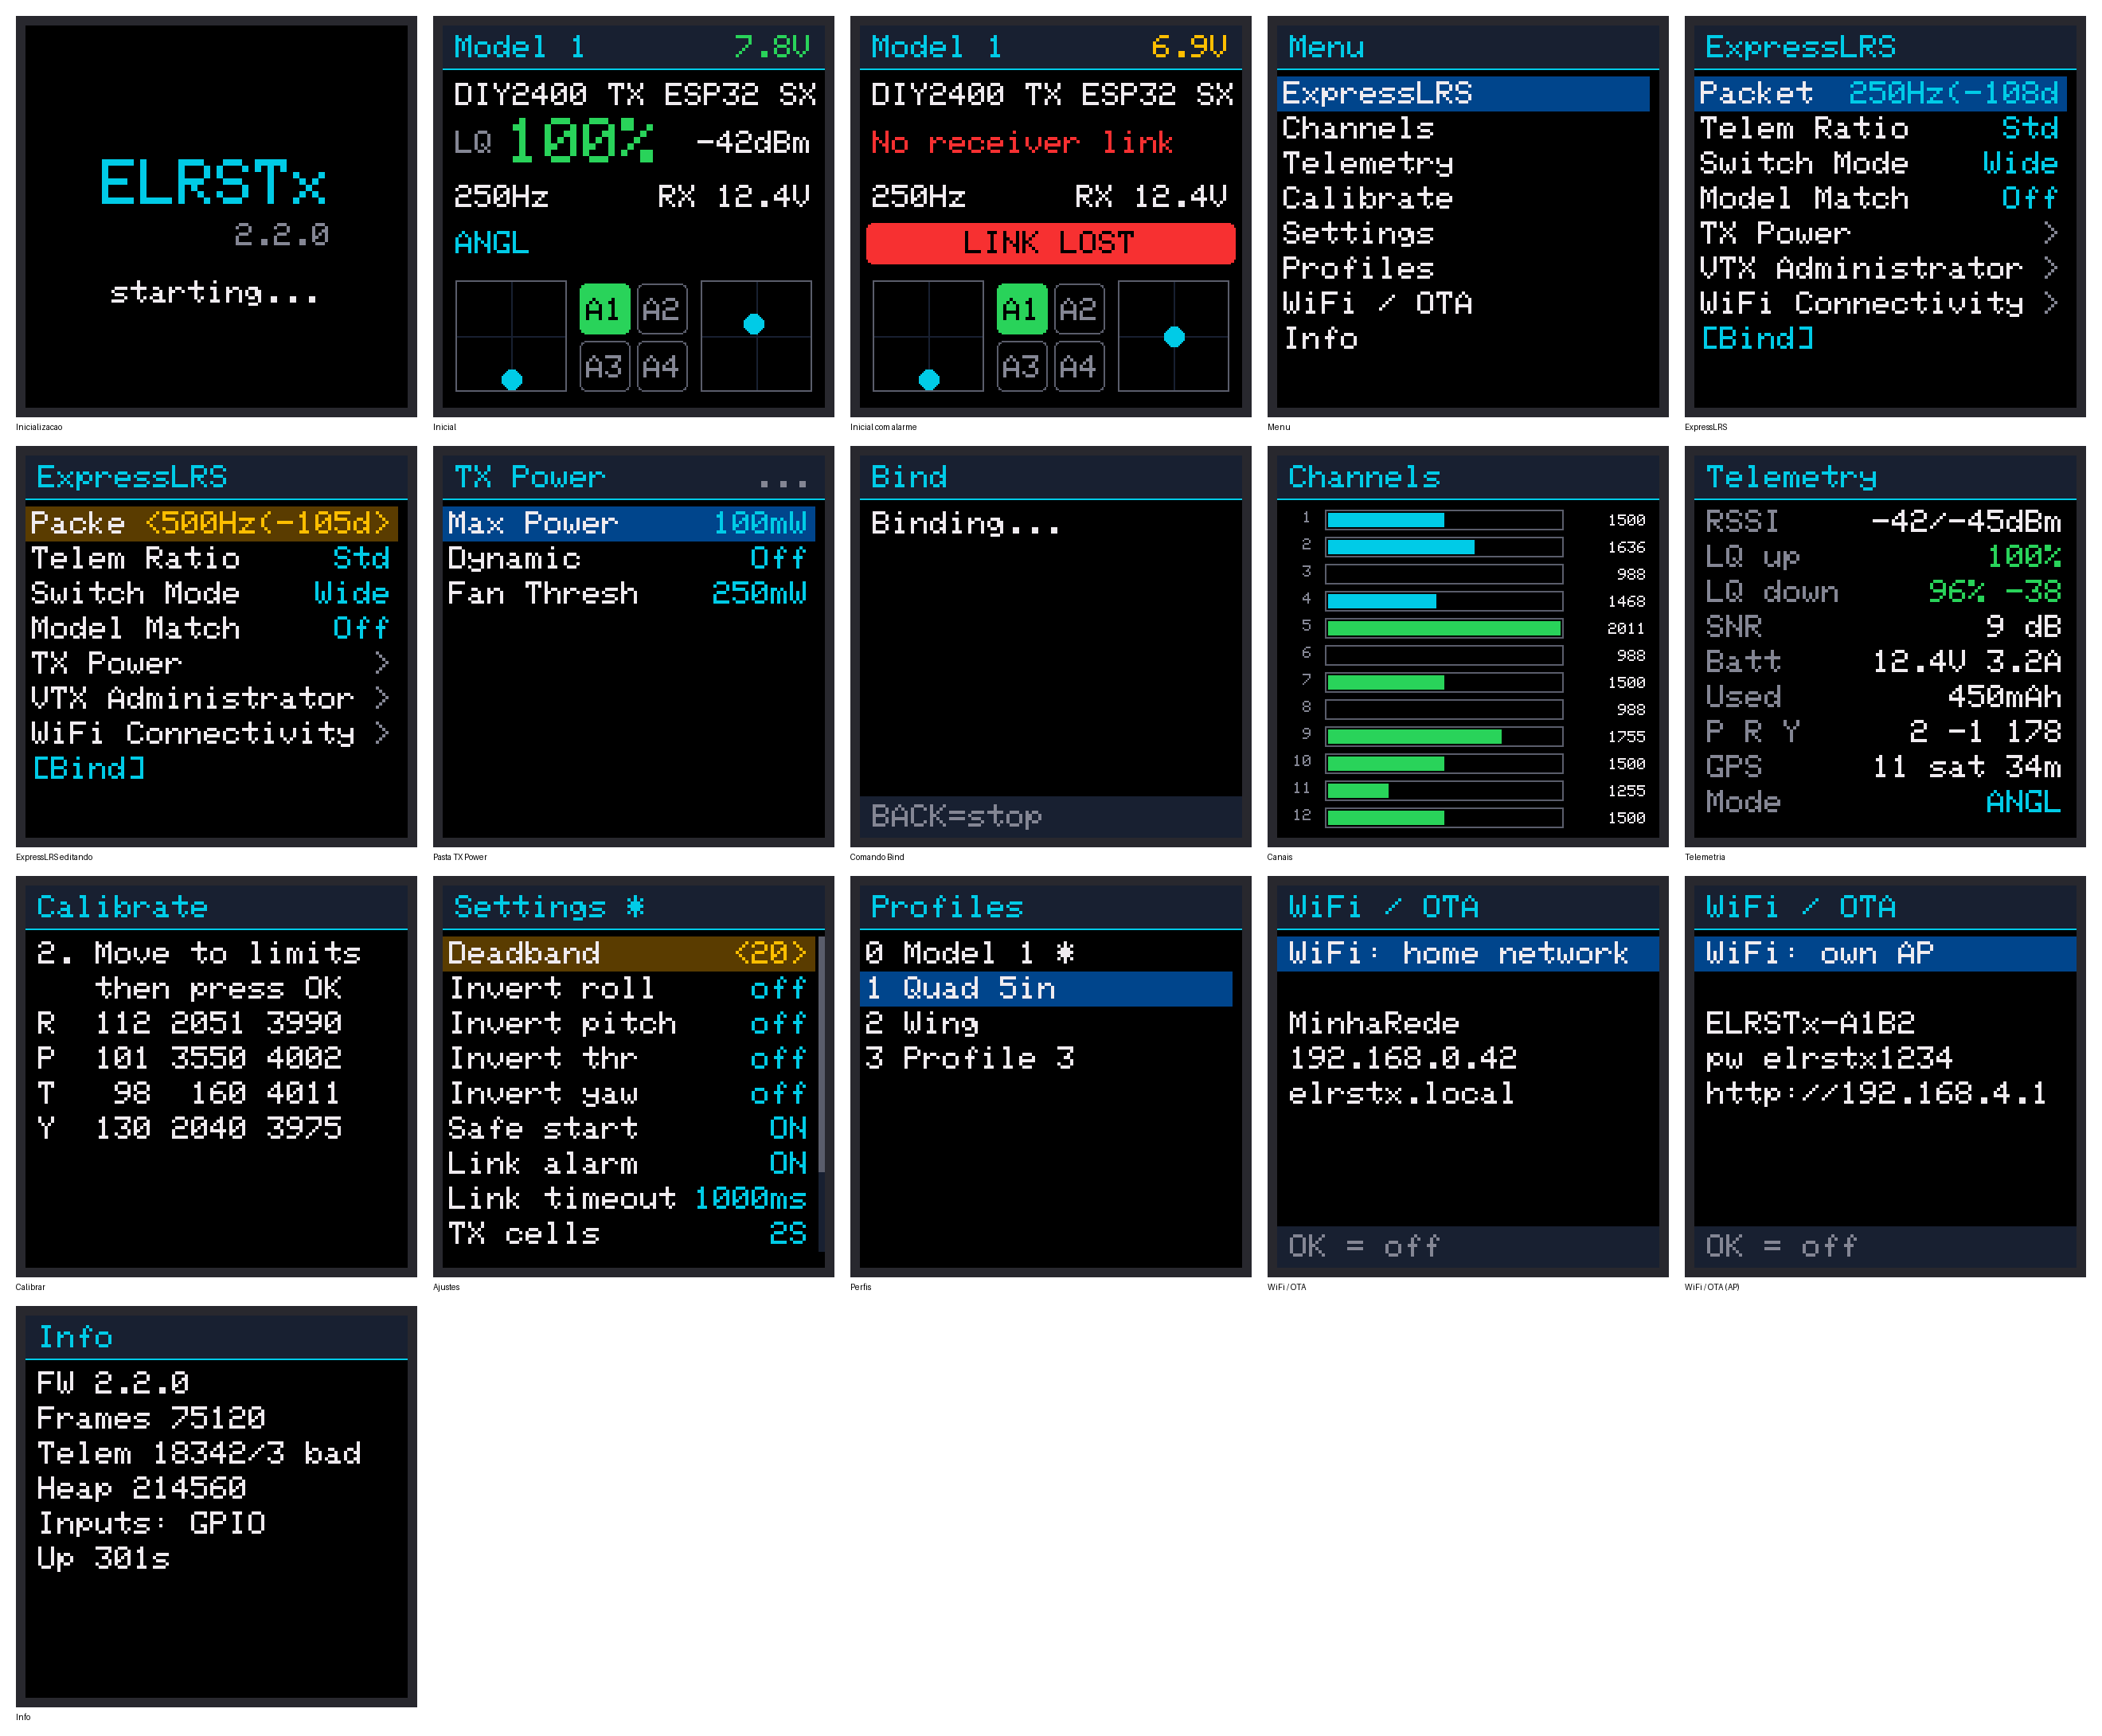 ELRSTx
2.2.0
starting...
Inicializacao
Model 1 7.8V
DIY2400 TX ESP32 SX
LQ 100% -42dBm
250Hz RX 12.4V
ANGL
A1 A2
A3 A4
Inicial
Model 1 6.9V
DIY2400 TX ESP32 SX
No receiver link
250Hz RX 12.4V
LINK LOST
A1 A2
A3 A4
Inicial com alarme
Menu
ExpressLRS
Channels
Telemetry
Calibrate
Settings
Profiles
WiFi / OTA
Info
Menu
ExpressLRS
Packet 250Hz(-108d
Telem Ratio Std
Switch Mode Wide
Model Match Off
TX Power >
VTX Administrator >
WiFi Connectivity >
[Bind]
ExpressLRS
ExpressLRS
Packe <500Hz(-105d>
Telem Ratio Std
Switch Mode Wide
Model Match Off
TX Power >
VTX Administrator >
WiFi Connectivity >
[Bind]
ExpressLRS editando
TX Power ...
Max Power 100mW
Dynamic Off
Fan Thresh 250mW
Pasta TX Power
Bind
Binding...
BACK=stop
Comando Bind
Channels
1 1500
2 1636
3 988
4 1468
5 2011
6 988
7 1500
8 988
9 1755
10 1500
11 1255
12 1500
Canais
Telemetry
RSSI -42/-45dBm
LQ up 100%
LQ down 96% -38
SNR 9 dB
Batt 12.4V 3.2A
Used 450mAh
P R Y 2 -1 178
GPS 11 sat 34m
Mode ANGL
Telemetria
Calibrate
2. Move to limits
then press OK
R 112 2051 3990
P 101 3550 4002
T 98 160 4011
Y 130 2040 3975
Calibrar
Settings *
Deadband <20>
Invert roll off
Invert pitch off
Invert thr off
Invert yaw off
Safe start ON
Link alarm ON
Link timeout 1000ms
TX cells 2S
Ajustes
Profiles
0 Model 1 *
1 Quad 5in
2 Wing
3 Profile 3
Perfis
WiFi / OTA
WiFi: home network
MinhaRede
192.168.0.42
elrstx.local
OK = off
WiFi / OTA
WiFi / OTA
WiFi: own AP
ELRSTx-A1B2
pw elrstx1234
http://192.168.4.1
OK = off
WiFi / OTA (AP)
Info
FW 2.2.0
Frames 75120
Telem 18342/3 bad
Heap 214560
Inputs: GPIO
Up 301s
Info